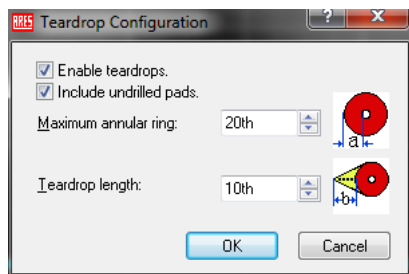 ARES Teardrop Configuration ? X
Enable teardrops.
Include undrilled pads.
Maximum annular ring: 20th
a
Teardrop length: 10th
b
OK Cancel